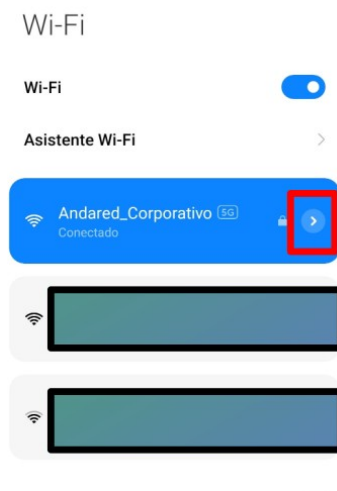 Wi-Fi
Wi-Fi
Asistente Wi-Fi
Andared_Corporativo 5G
Conectado